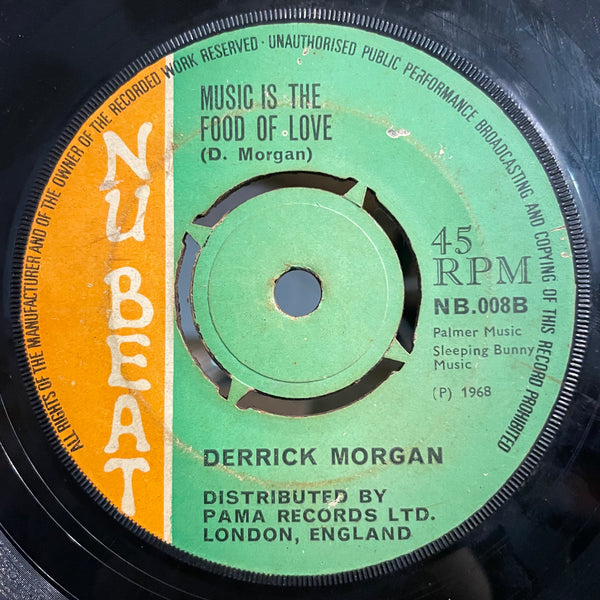 ALL RIGHTS OF THE MANUFACTURER AND OF THE OWNER OF THE RECORDED WORK RESERVED · UNAUTHORISED PUBLIC PERFORMANCE BROADCASTING AND COPYING OF THIS RECORD PROHIBITED
NU BEAT
MUSIC IS THE
FOOD OF LOVE
(D. Morgan)
45
RPM
NB.008B
Palmer Music
Sleeping Bunny
Music
(P) 1968
DERRICK MORGAN
DISTRIBUTED BY
PAMA RECORDS LTD.
LONDON, ENGLAND